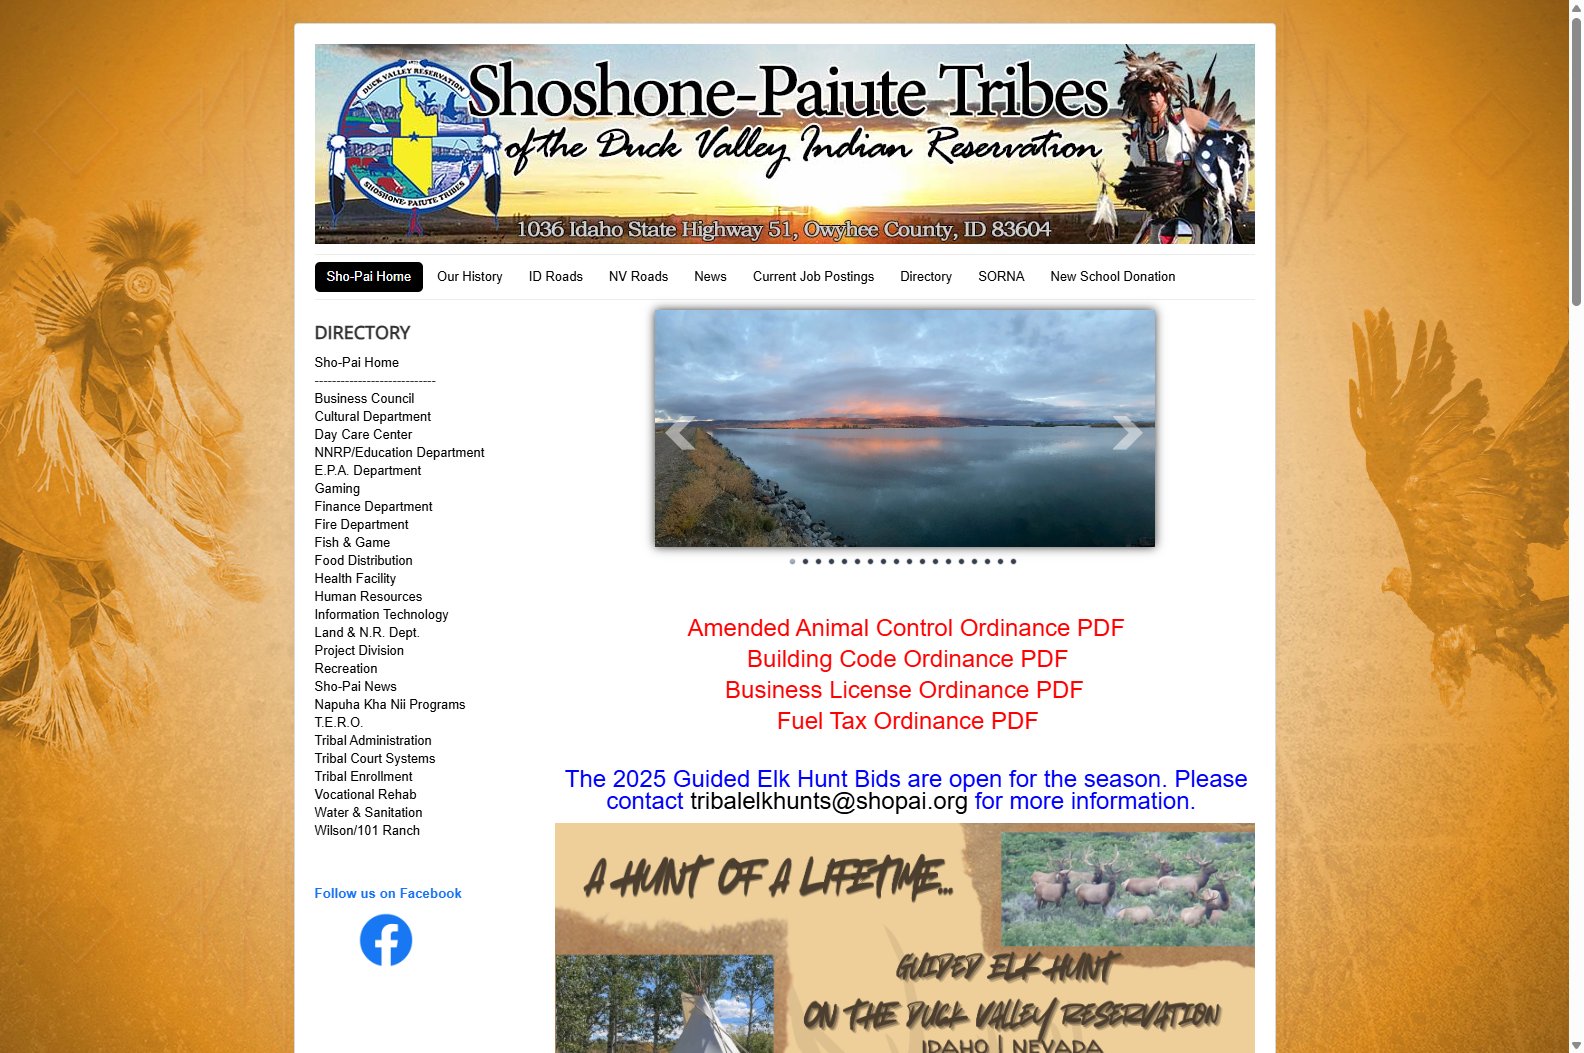 DUCK VALLEY RESERVATION
SHOSHONE - PAIUTE TRIBES
Shoshone-Paiute Tribes
of the Duck Valley Indian Reservation
1036 Idaho State Highway 51, Owyhee County, ID 83604
Sho-Pai Home Our History ID Roads NV Roads News Current Job Postings Directory SORNA New School Donation
DIRECTORY
Sho-Pai Home
----------------------------
Business Council
Cultural Department
Day Care Center
NNRP/Education Department
E.P.A. Department
Gaming
Finance Department
Fire Department
Fish & Game
Food Distribution
Health Facility
Human Resources
Information Technology
Land & N.R. Dept.
Project Division
Recreation
Sho-Pai News
Napuha Kha Nii Programs
T.E.R.O.
Tribal Administration
Tribal Court Systems
Tribal Enrollment
Vocational Rehab
Water & Sanitation
Wilson/101 Ranch
Follow us on Facebook
Amended Animal Control Ordinance PDF
Building Code Ordinance PDF
Business License Ordinance PDF
Fuel Tax Ordinance PDF
The 2025 Guided Elk Hunt Bids are open for the season. Please
contact tribalelkhunts@shopai.org for more information.
A HUNT OF A LIFETIME...
GUIDED ELK HUNT
ON THE DUCK VALLEY RESERVATION
IDAHO | NEVADA